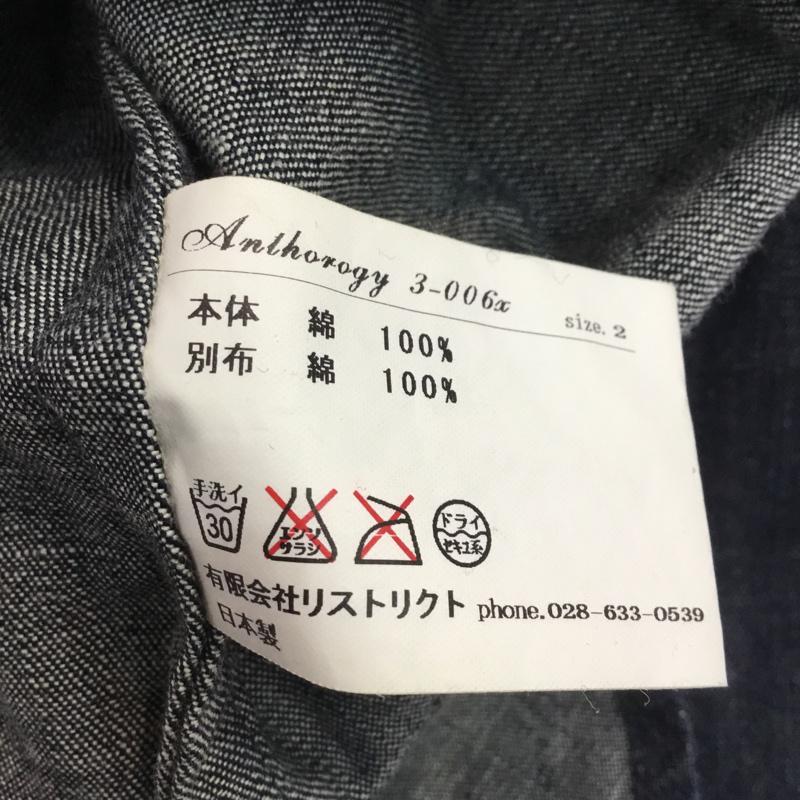 Anthorogy 3-006x size. 2
本体 綿 100%
別布 綿 100%
手洗イ
30
エンソ
サラシ
ドライ
セキユ系
有限会社リストリクト phone.028-633-0539
日本製